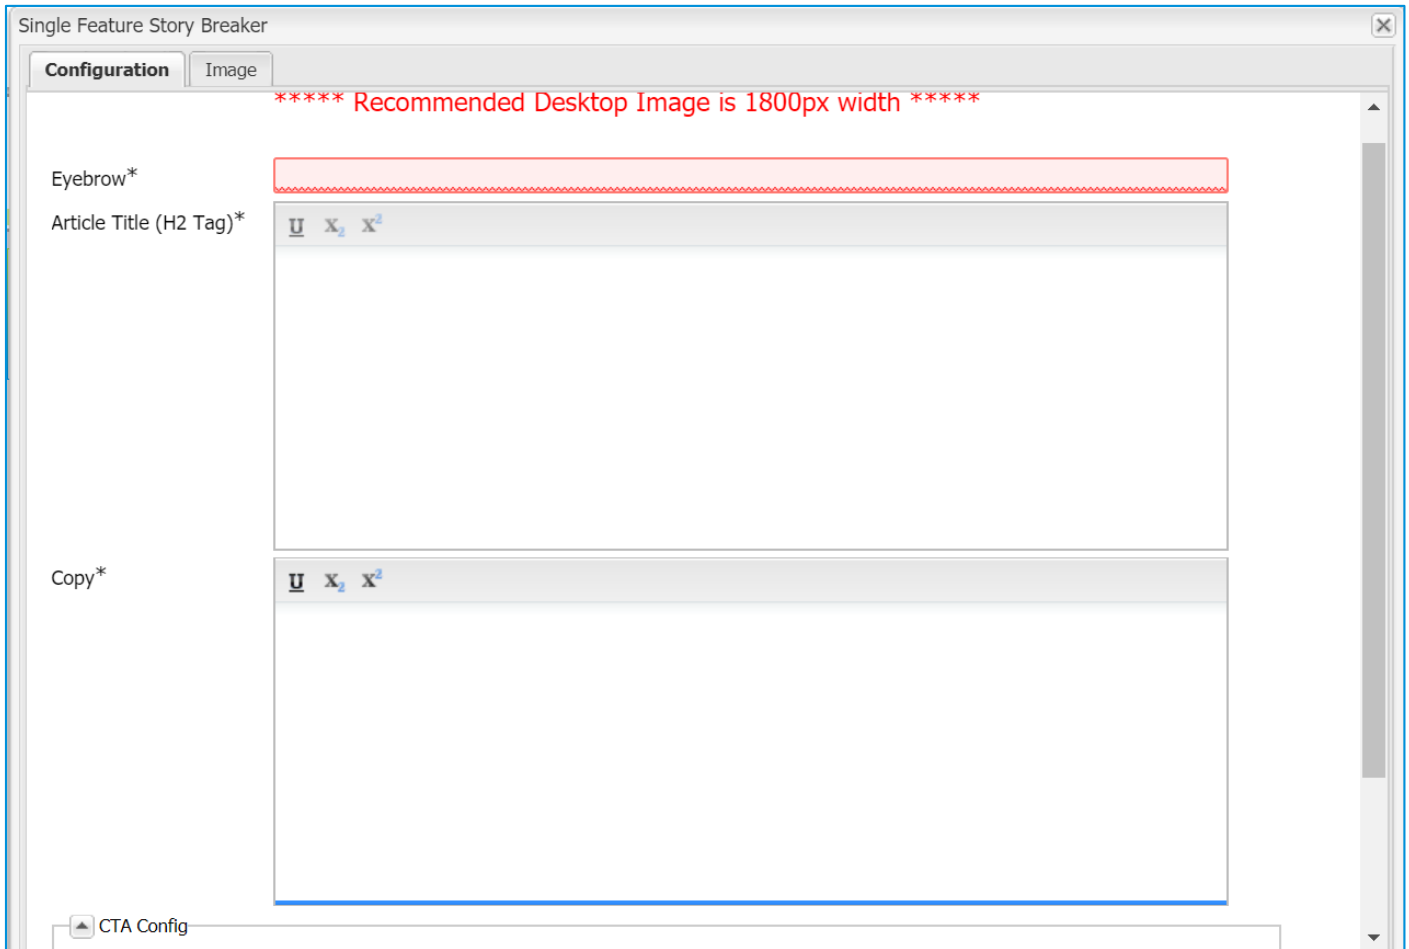 Single Feature Story Breaker
Configuration Image
***** Recommended Desktop Image is 1800px width *****
Eyebrow*
Article Title (H2 Tag)*
U X2 X2
Copy*
U X2 X2
CTA Config